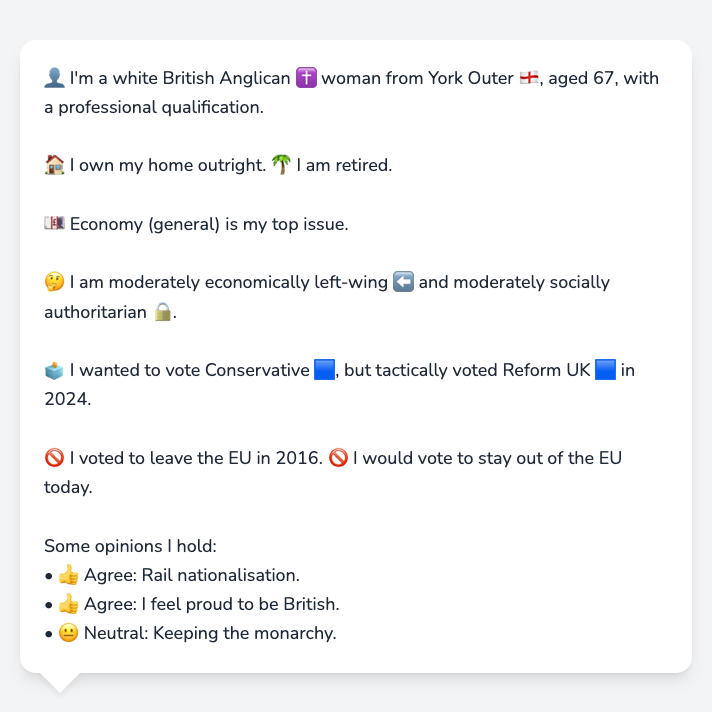 👤 I'm a white British Anglican ✝️ woman from York Outer 🏴󠁧󠁢󠁥󠁮󠁧󠁿, aged 67, with
a professional qualification.
🏠 I own my home outright. 🌴 I am retired.
💷 Economy (general) is my top issue.
🤔 I am moderately economically left-wing ⬅️ and moderately socially
authoritarian 🔒.
🗳️ I wanted to vote Conservative 🟦, but tactically voted Reform UK 🟦 in
2024.
🚫 I voted to leave the EU in 2016. 🚫 I would vote to stay out of the EU
today.
Some opinions I hold:
• 👍 Agree: Rail nationalisation.
• 👍 Agree: I feel proud to be British.
• 😐 Neutral: Keeping the monarchy.